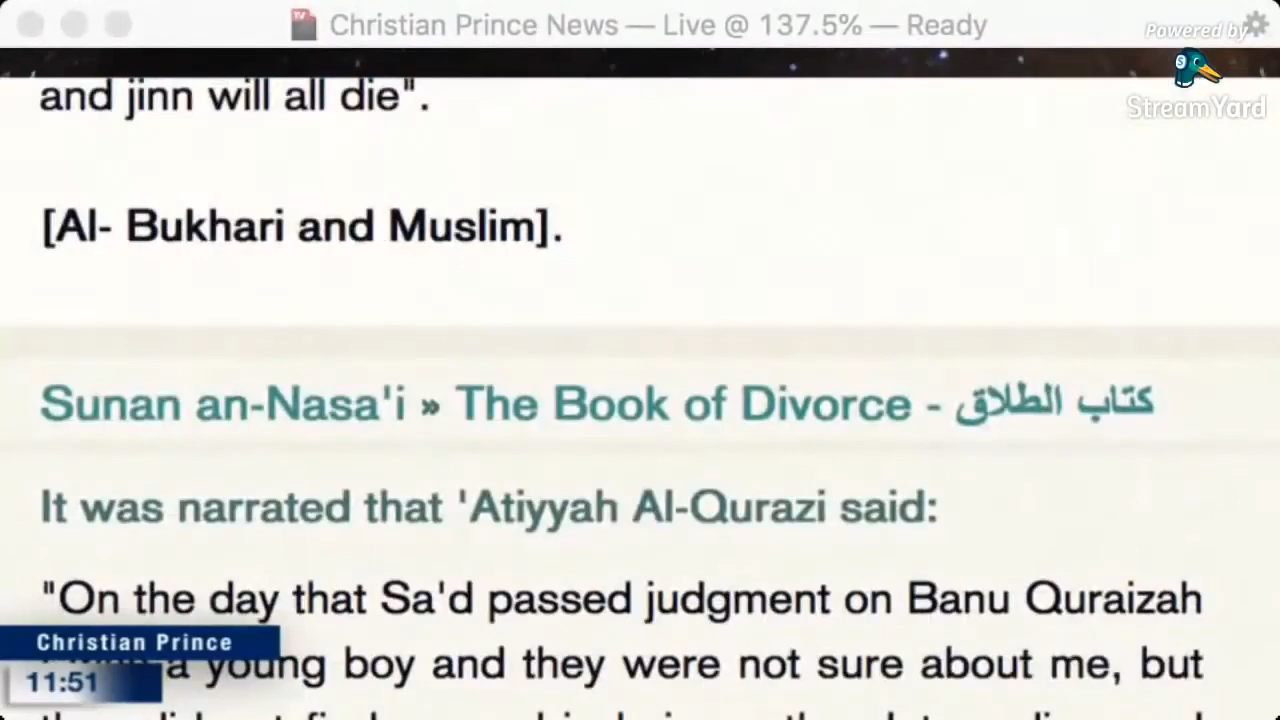 Christian Prince News — Live @ 137.5% — Ready
Powered by
StreamYard
and jinn will all die".
[Al- Bukhari and Muslim].
Sunan an-Nasa'i » The Book of Divorce - كتاب الطلاق
It was narrated that 'Atiyyah Al-Qurazi said:
"On the day that Sa'd passed judgment on Banu Quraizah
a young boy and they were not sure about me, but
Christian Prince
11:51